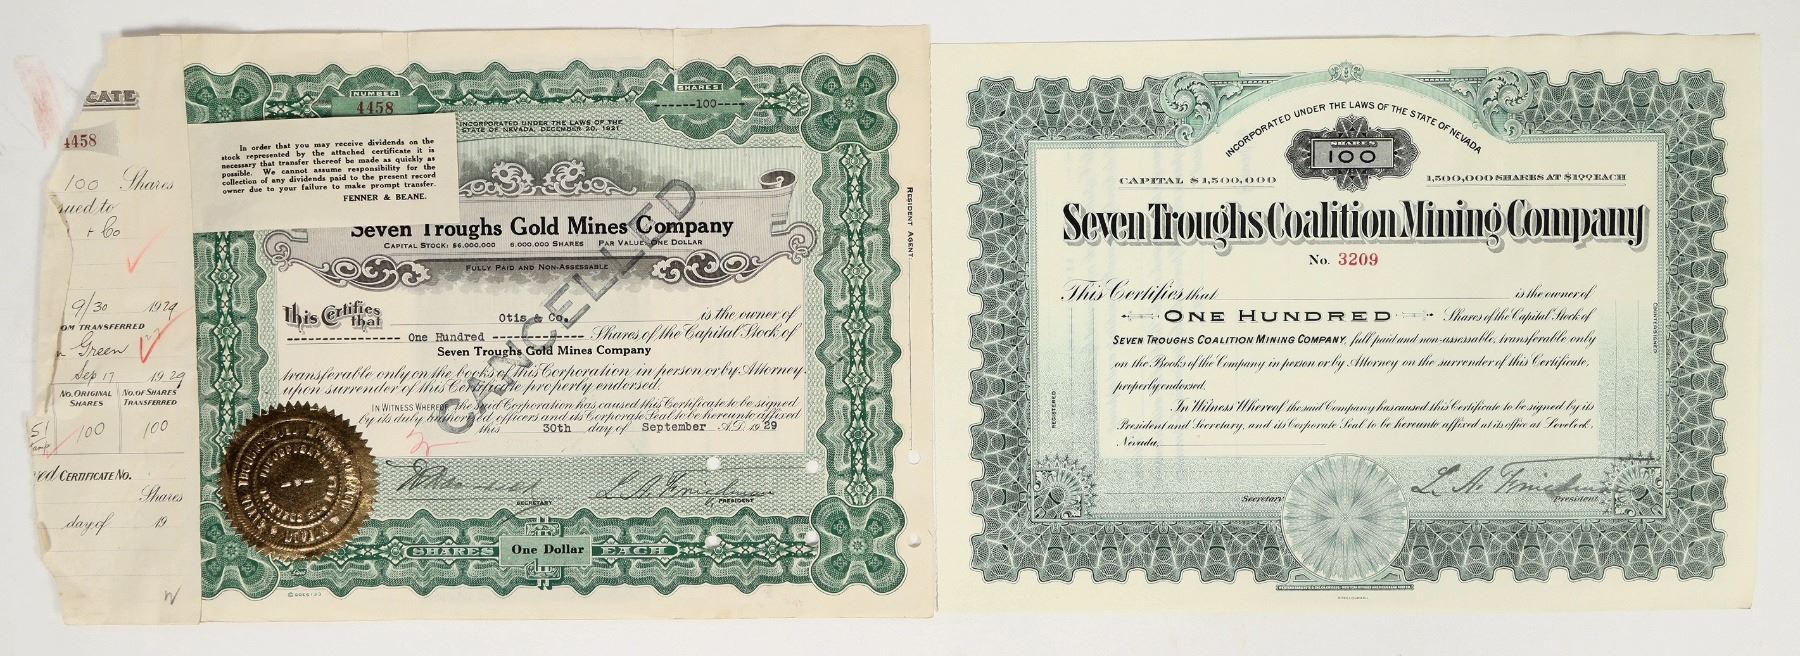 CATE
4458
100 Shares
sued to
+ Co
9/30 1929
OM TRANSFERRED
n Green
Sep 17 1929
No. ORIGINAL SHARES
No. OF SHARES TRANSFERRED
51
100
100
ed CERTIFICATE NO.
Shares
day of 19
NUMBER
4458
SHARES
------100----
INCORPORATED UNDER THE LAWS OF THE
STATE OF NEVADA, DECEMBER 20, 1921
In order that you may receive dividends on the
stock represented by the attached certificate it is
necessary that transfer thereof be made as quickly as
possible. We cannot assume responsibility for the
collection of any dividends paid to the present record
owner due to your failure to make prompt transfer.
FENNER & BEANE.
Seven Troughs Gold Mines Company
CAPITAL STOCK: $6,000,000 6,000,000 SHARES PAR VALUE: ONE DOLLAR
FULLY PAID AND NON-ASSESSABLE
CANCELLED
This Certifies that Otis & Co. is the owner of
One Hundred Shares of the Capital Stock of
Seven Troughs Gold Mines Company
transferable only on the books of this Corporation in person or by Attorney
upon surrender of this Certificate properly endorsed.
IN WITNESS WHEREOF the said Corporation has caused this Certificate to be signed
by its duly authorized officers and its Corporate Seal to be hereunto affixed
this 30th day of September A.D. 1929
SECRETARY
L. A. Friedman
PRESIDENT
SHARES One Dollar EACH
© GOES 133
RESIDENT AGENT.
INCORPORATED UNDER THE LAWS OF THE STATE OF NEVADA
SHARES
100
CAPITAL $1,500,000
1,500,000 SHARES AT $1.00 EACH
Seven Troughs Coalition Mining Company
No. 3209
This Certifies that is the owner of
ONE HUNDRED Shares of the Capital Stock of
SEVEN TROUGHS COALITION MINING COMPANY, full paid and non-assessable, transferable only
on the Books of the Company in person or by Attorney on the surrender of this Certificate,
properly endorsed.
In Witness Whereof the said Company has caused this Certificate to be signed by its
President and Secretary, and its Corporate Seal to be hereunto affixed at its office at Lovelock,
Nevada,
REGISTERED
COUNTERSIGNED
Secretary
L. A. Friedman
President